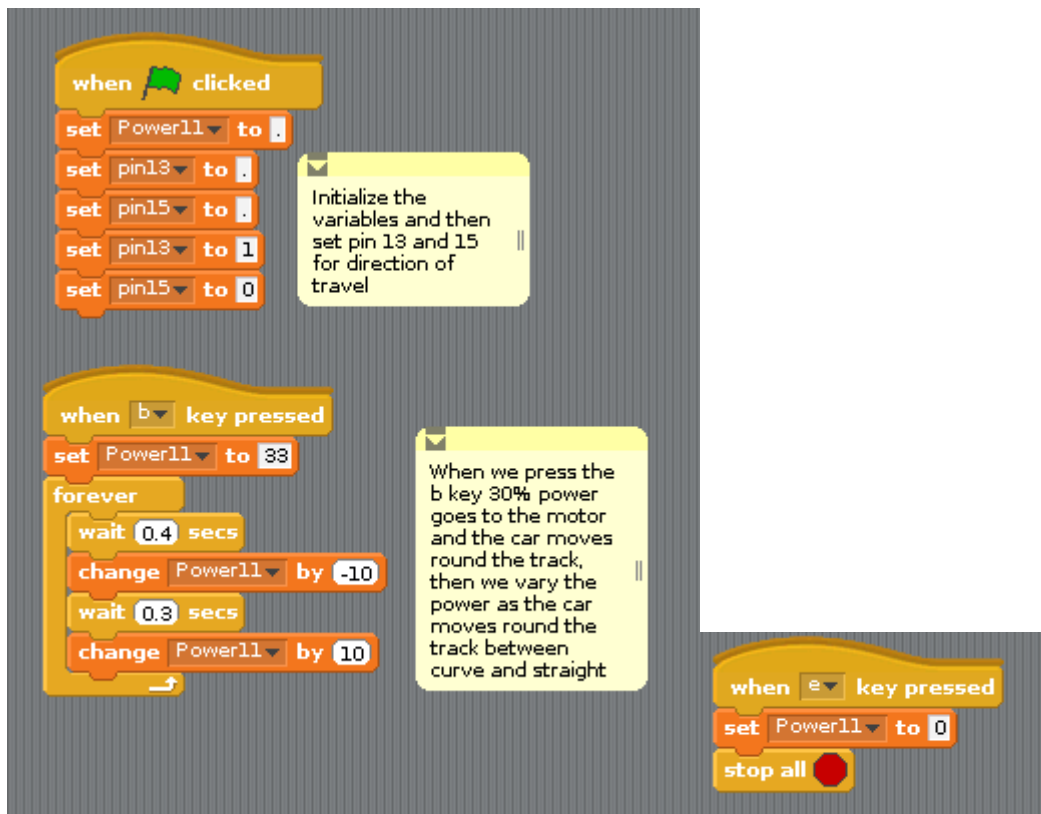 when clicked
set Power11 to .
set pin13 to .
set pin15 to .
set pin13 to 1
set pin15 to 0
Initialize the
variables and then
set pin 13 and 15
for direction of
travel
when b key pressed
set Power11 to 33
forever
wait 0.4 secs
change Power11 by -10
wait 0.3 secs
change Power11 by 10
When we press the
b key 30% power
goes to the motor
and the car moves
round the track,
then we vary the
power as the car
moves round the
track between
curve and straight
when e key pressed
set Power11 to 0
stop all